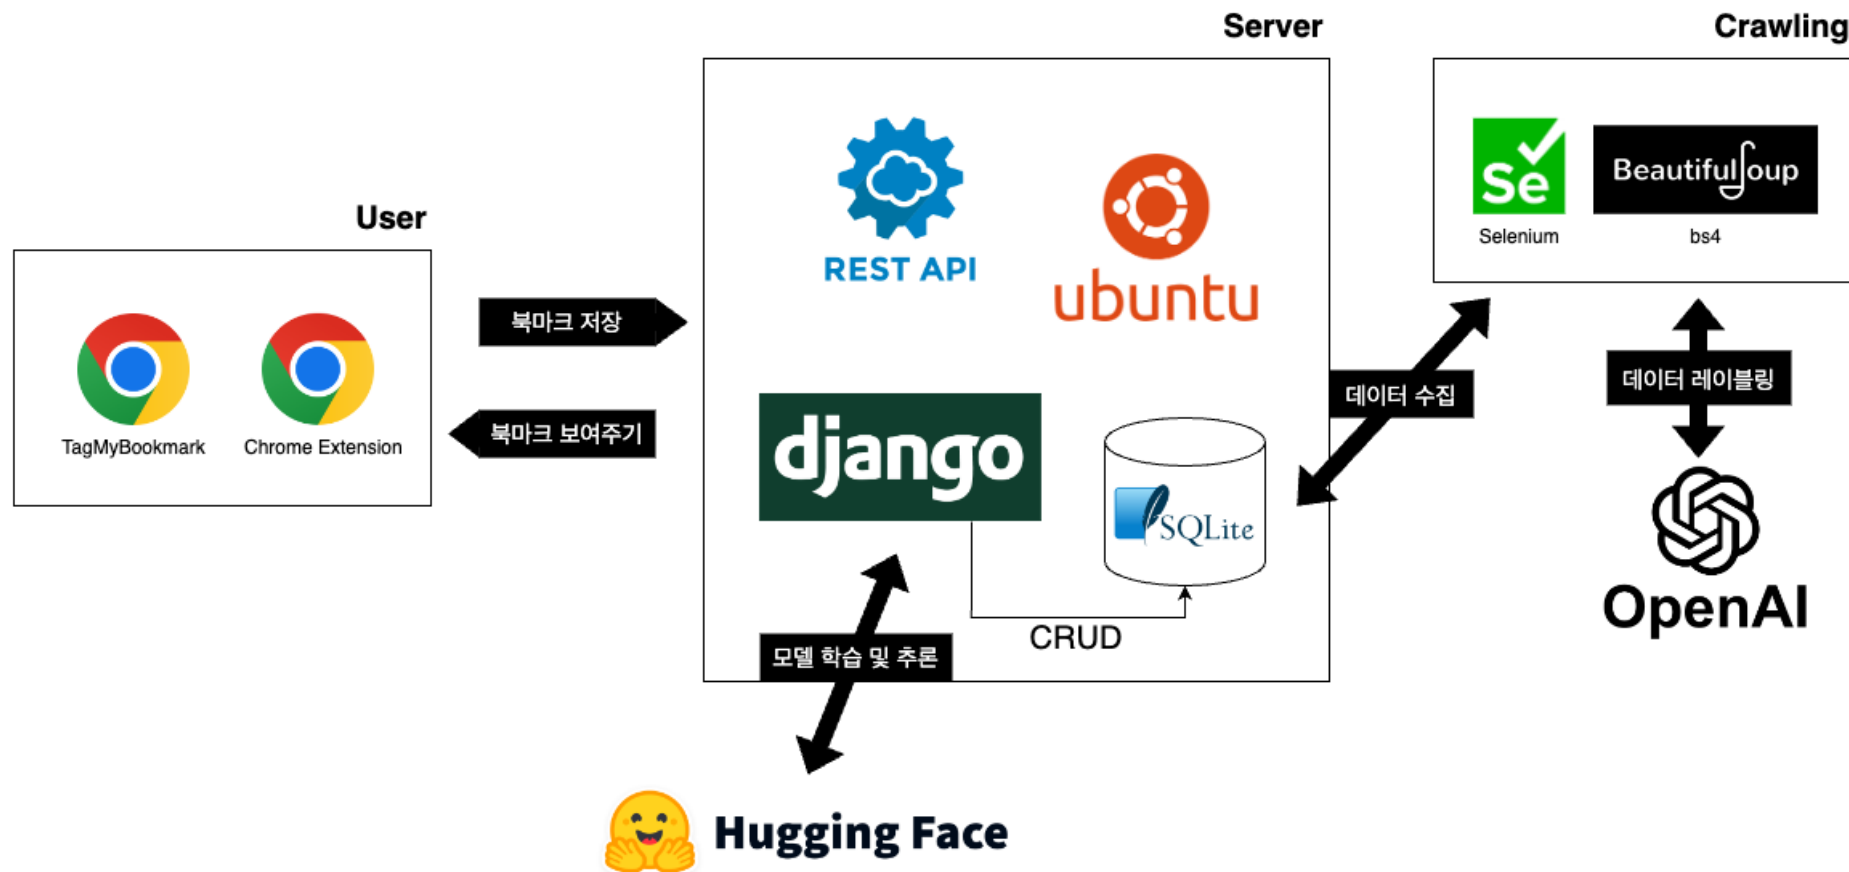 Server
Crawling
Se
BeautifulSoup
Selenium
bs4
User
REST API
ubuntu
북마크 저장
데이터 레이블링
데이터 수집
북마크 보여주기
TagMyBookmark
Chrome Extension
django
SQLite
OpenAI
CRUD
모델 학습 및 추론
Hugging Face